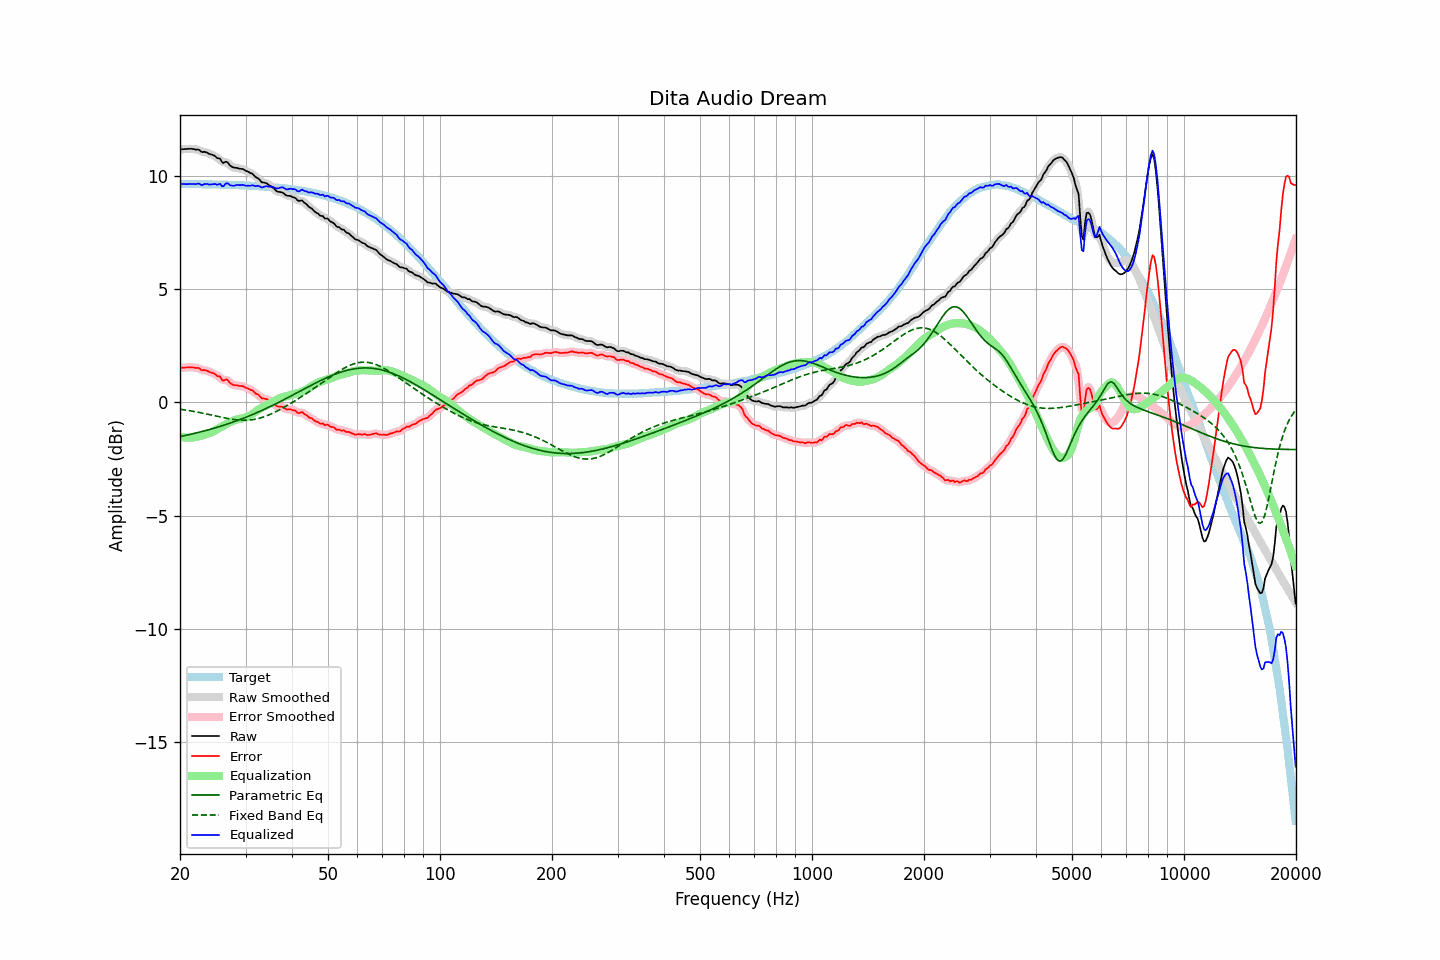 Dita Audio Dream
Amplitude (dBr)
10
5
0
−5
−10
−15
Target
Raw Smoothed
Error Smoothed
Raw
Error
Equalization
Parametric Eq
Fixed Band Eq
Equalized
20 50 100 200 500 1000 2000 5000 10000 20000
Frequency (Hz)